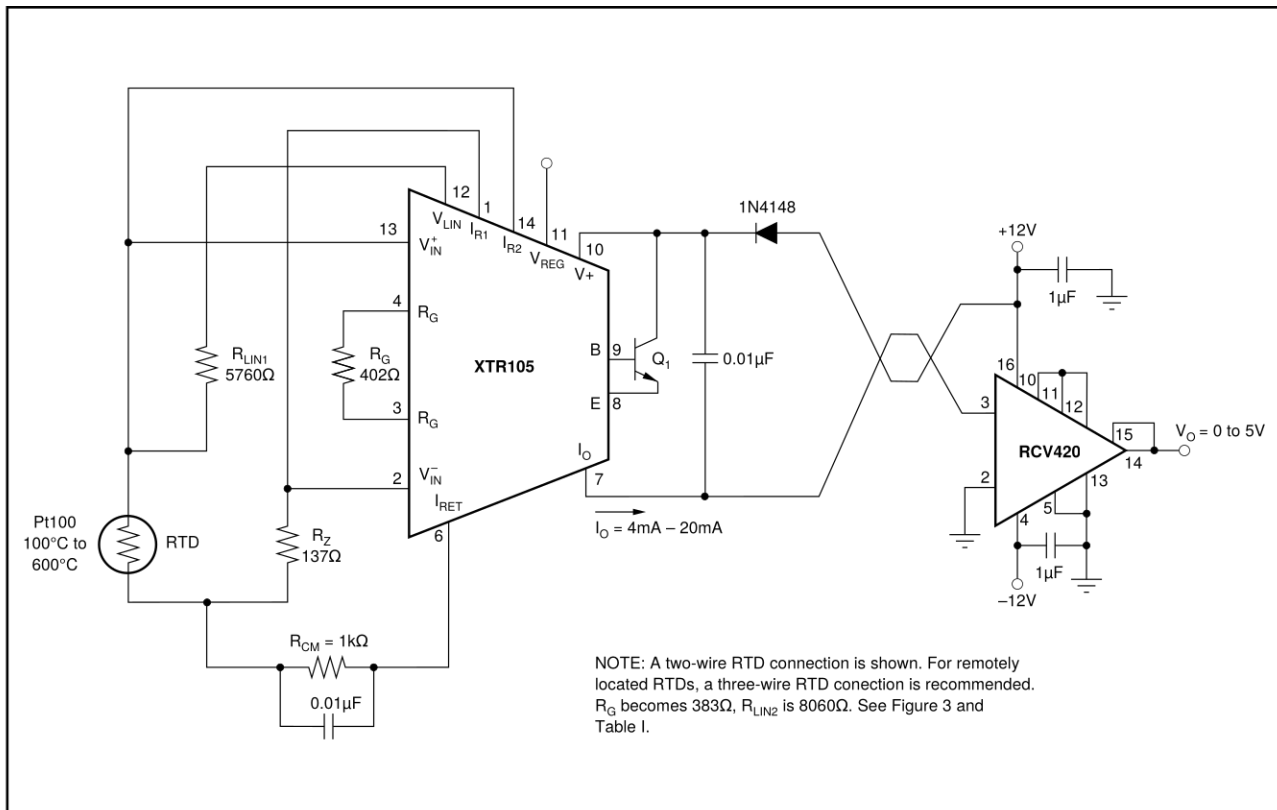 12
V_LIN
1
I_R1
14
I_R2
11
V_REG
10
V+
13
V_IN^+
4
R_G
R_G
402Ω
3
R_G
2
V_IN^–
I_RET
6
XTR105
B
9
E
8
Q_1
I_O
7
I_O = 4mA – 20mA
R_LIN1
5760Ω
Pt100
100°C to
600°C
RTD
R_Z
137Ω
R_CM = 1kΩ
0.01µF
1N4148
0.01µF
+12V
1µF
16
10
11
12
3
2
RCV420
15
14
13
5
4
V_O = 0 to 5V
1µF
–12V
NOTE: A two-wire RTD connection is shown. For remotely
located RTDs, a three-wire RTD conection is recommended.
R_G becomes 383Ω, R_LIN2 is 8060Ω. See Figure 3 and
Table I.